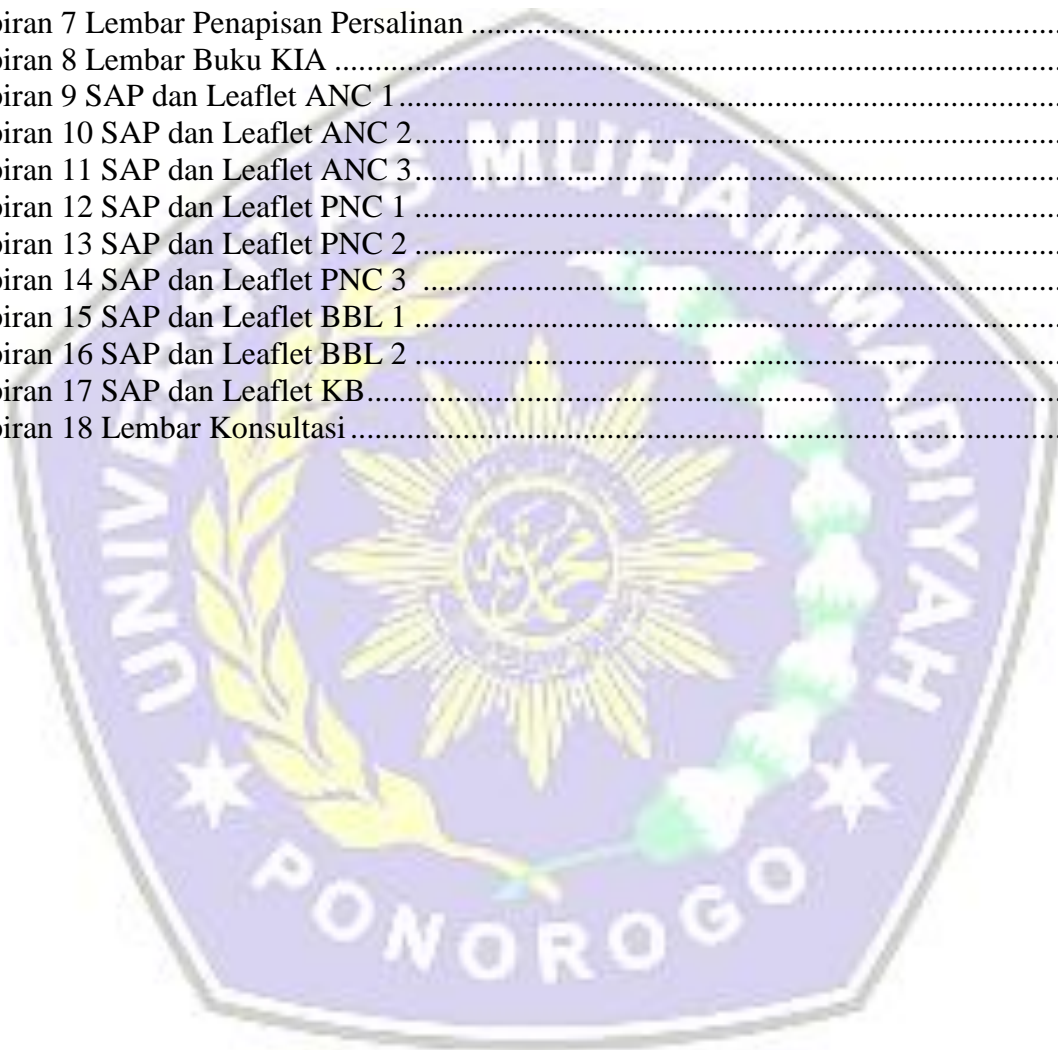 piran 7 Lembar Penapisan Persalinan ....................................................................................
piran 8 Lembar Buku KIA ....................................................................................
piran 9 SAP dan Leaflet ANC 1....................................................................................
piran 10 SAP dan Leaflet ANC 2....................................................................................
piran 11 SAP dan Leaflet ANC 3....................................................................................
piran 12 SAP dan Leaflet PNC 1 ....................................................................................
piran 13 SAP dan Leaflet PNC 2 ....................................................................................
piran 14 SAP dan Leaflet PNC 3 ....................................................................................
piran 15 SAP dan Leaflet BBL 1 ....................................................................................
piran 16 SAP dan Leaflet BBL 2 ....................................................................................
piran 17 SAP dan Leaflet KB....................................................................................
piran 18 Lembar Konsultasi....................................................................................
UNIVERSITAS MUHAMMADIYAH
PONOROGO